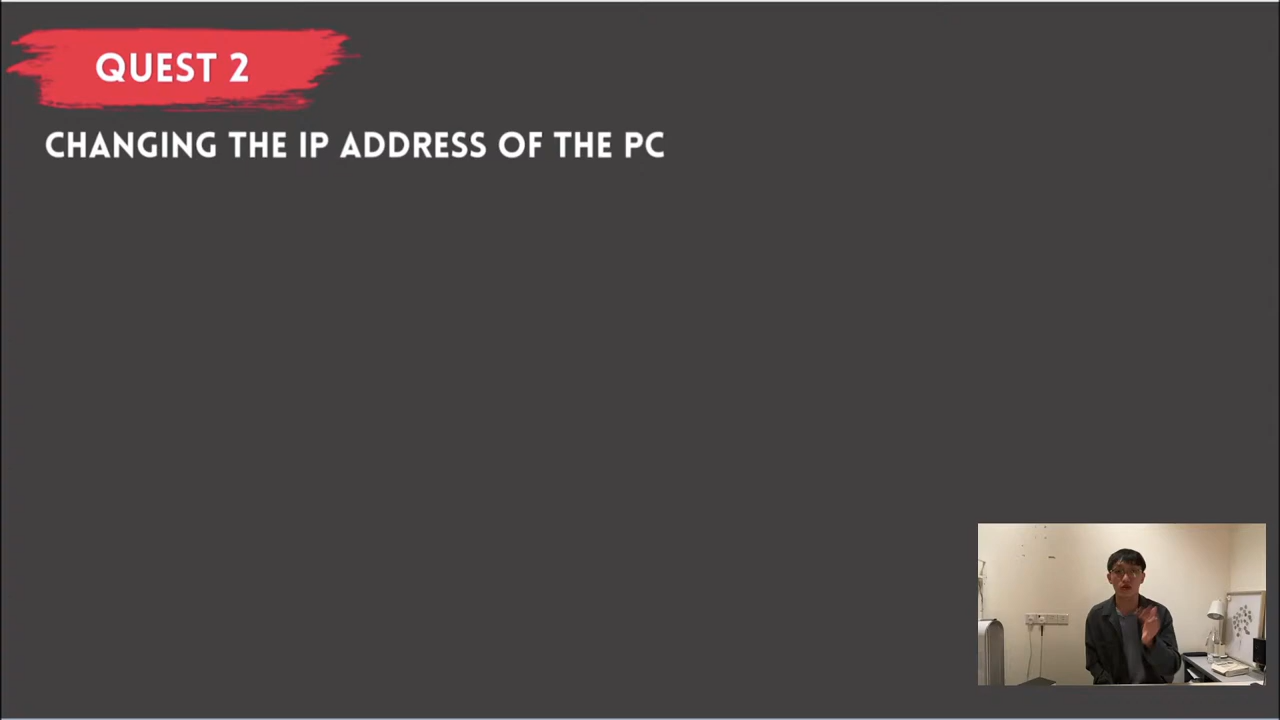 QUEST 2
CHANGING THE IP ADDRESS OF THE PC